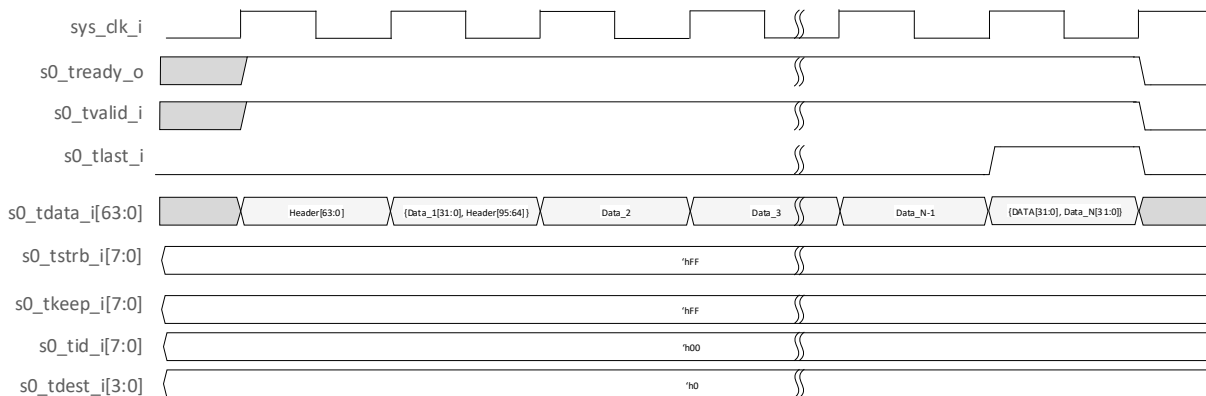 sys_clk_i
s0_tready_o
s0_tvalid_i
s0_tlast_i
s0_tdata_i[63:0] Header[63:0] {Data_1[31:0], Header[95:64]} Data_2 Data_3 Data_N-1 {DATA[31:0], Data_N[31:0]}
s0_tstrb_i[7:0] 'hFF
s0_tkeep_i[7:0] 'hFF
s0_tid_i[7:0] 'h00
s0_tdest_i[3:0] 'h0